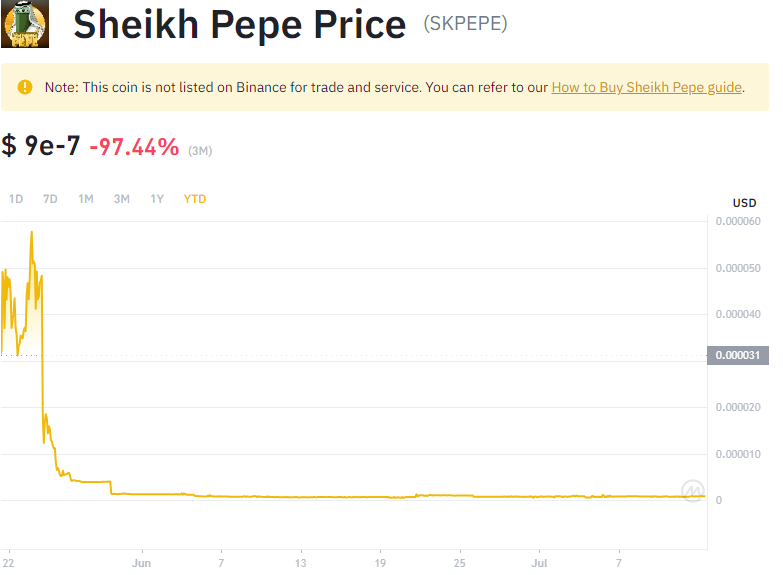 Sheikh Pepe Price (SKPEPE)
PEPE
Note: This coin is not listed on Binance for trade and service. You can refer to our How to Buy Sheikh Pepe guide.
$ 9e-7 -97.44% (3M)
1D 7D 1M 3M 1Y YTD
USD
0.000060
0.000050
0.000040
0.000031
0.000020
0.000010
0
22 Jun 7 13 19 25 Jul 7